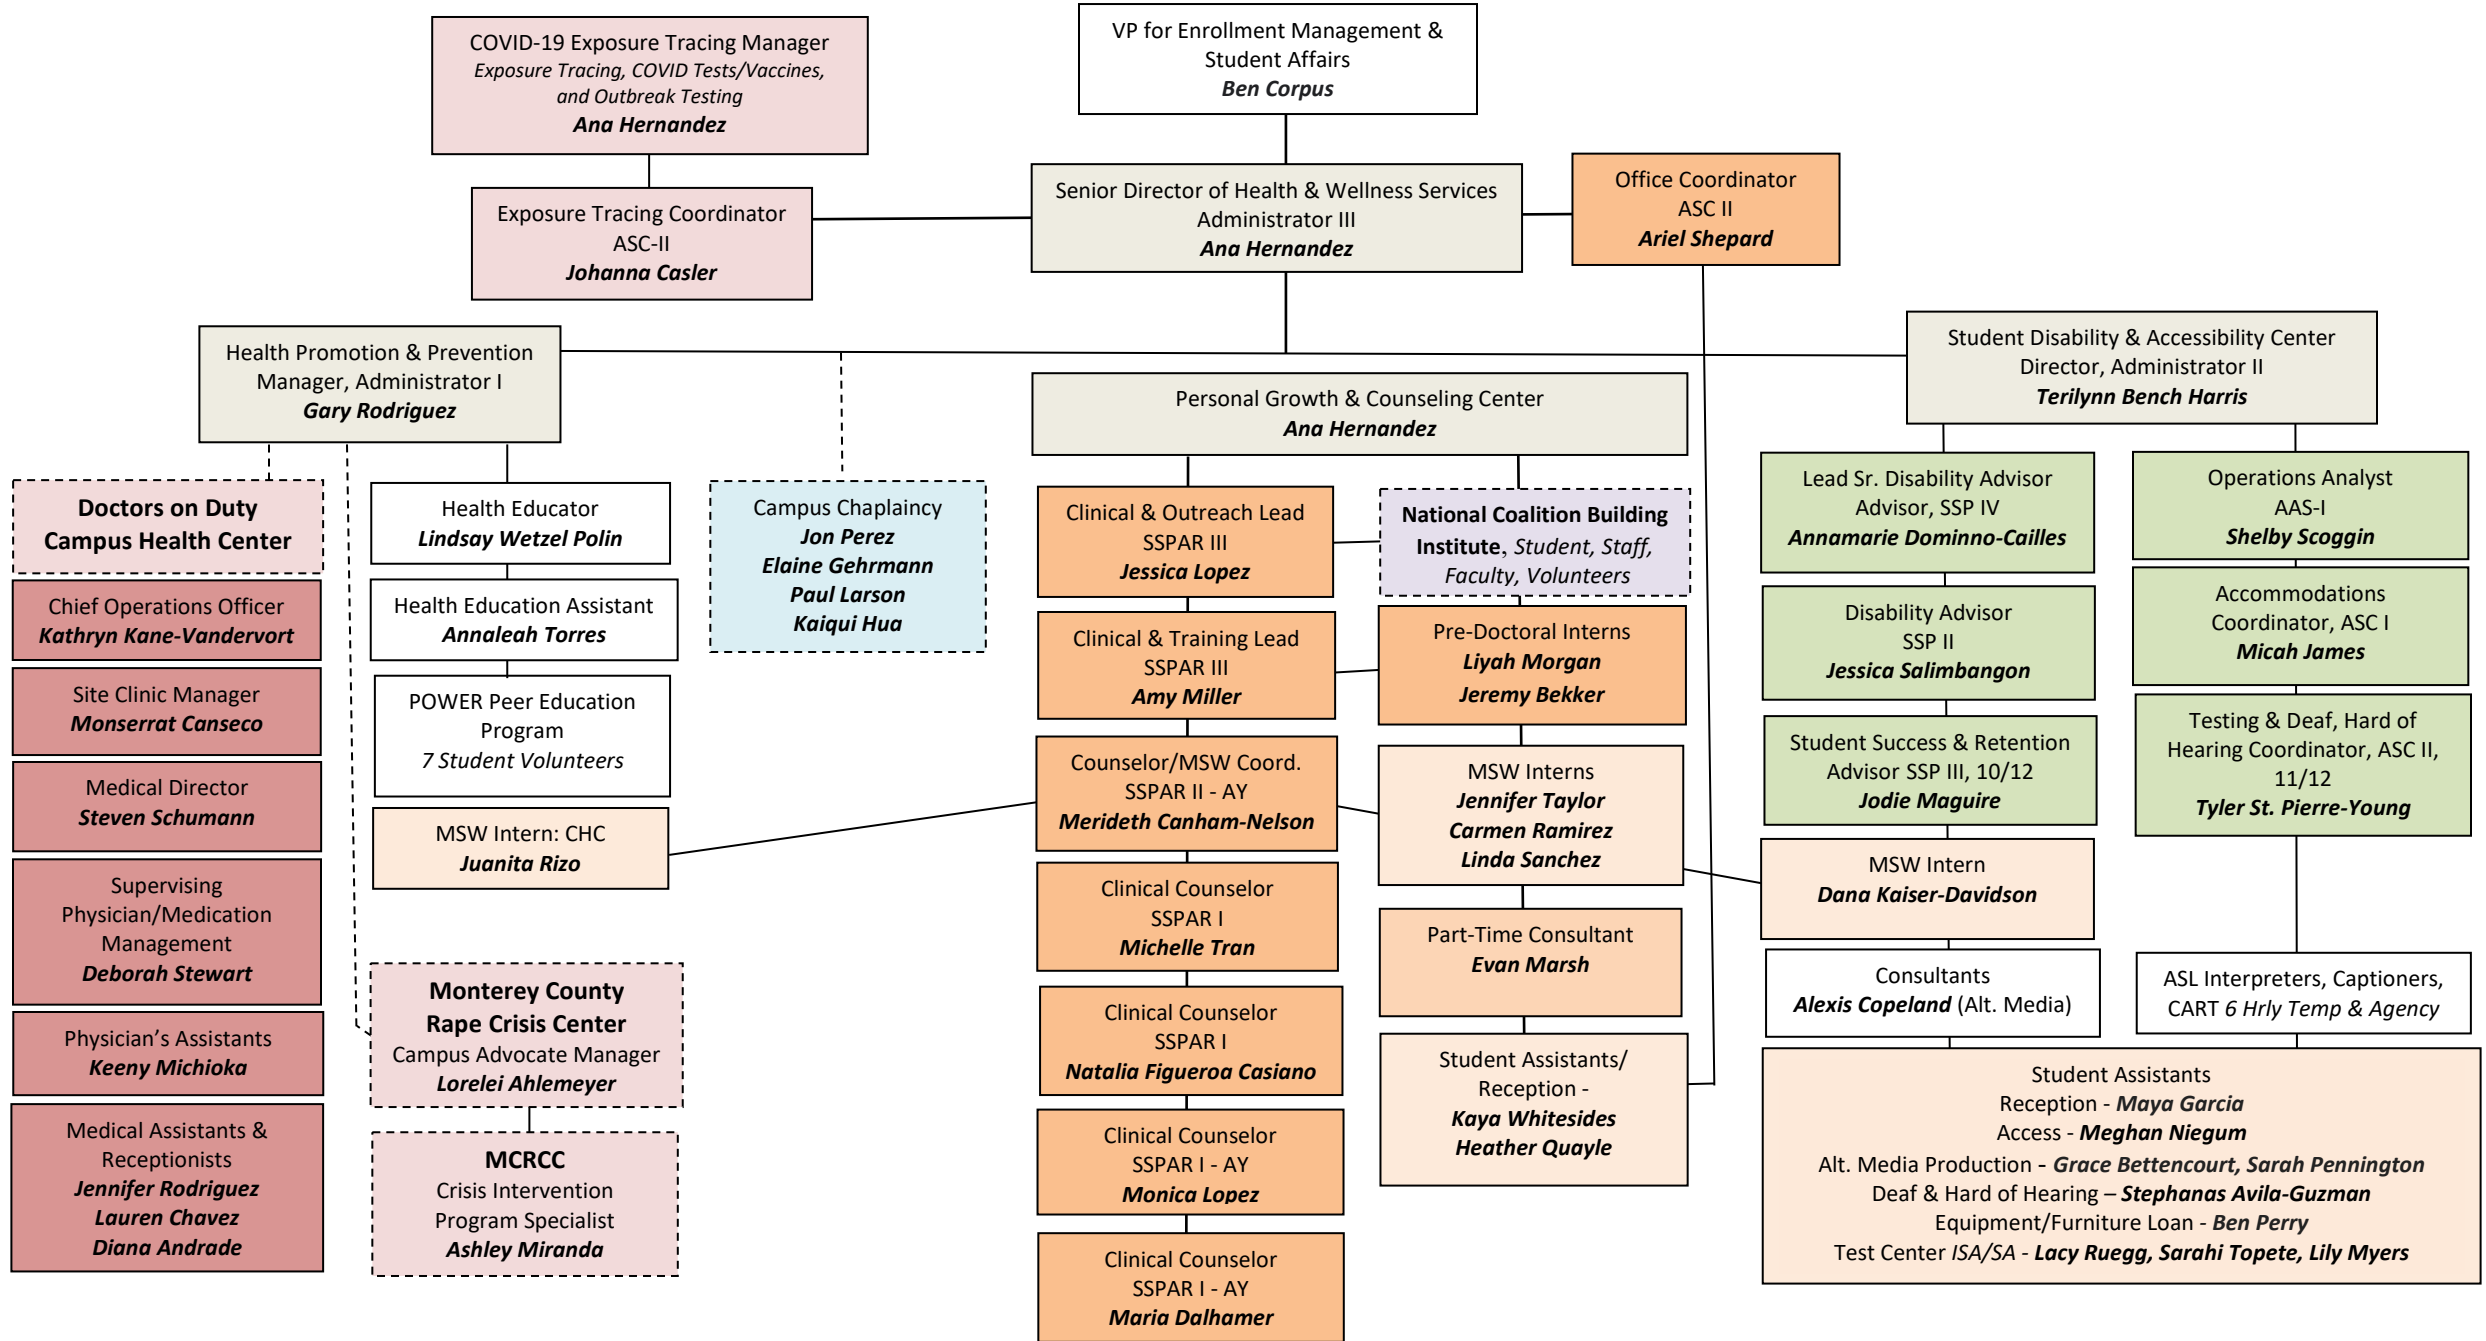 COVID-19 Exposure Tracing Manager
Exposure Tracing, COVID Tests/Vaccines,
and Outbreak Testing
Ana Hernandez
VP for Enrollment Management &
Student Affairs
Ben Corpus
Exposure Tracing Coordinator
ASC-II
Johanna Casler
Senior Director of Health & Wellness Services
Administrator III
Ana Hernandez
Office Coordinator
ASC II
Ariel Shepard
Health Promotion & Prevention
Manager, Administrator I
Gary Rodriguez
Personal Growth & Counseling Center
Ana Hernandez
Student Disability & Accessibility Center
Director, Administrator II
Terilynn Bench Harris
Doctors on Duty
Campus Health Center
Chief Operations Officer
Kathryn Kane-Vandervort
Site Clinic Manager
Monserrat Canseco
Medical Director
Steven Schumann
Supervising
Physician/Medication
Management
Deborah Stewart
Physician’s Assistants
Keeny Michioka
Medical Assistants &
Receptionists
Jennifer Rodriguez
Lauren Chavez
Diana Andrade
Health Educator
Lindsay Wetzel Polin
Health Education Assistant
Annaleah Torres
POWER Peer Education
Program
7 Student Volunteers
MSW Intern: CHC
Juanita Rizo
Monterey County
Rape Crisis Center
Campus Advocate Manager
Lorelei Ahlemeyer
MCRCC
Crisis Intervention
Program Specialist
Ashley Miranda
Campus Chaplaincy
Jon Perez
Elaine Gehrmann
Paul Larson
Kaiqui Hua
Clinical & Outreach Lead
SSPAR III
Jessica Lopez
Clinical & Training Lead
SSPAR III
Amy Miller
Counselor/MSW Coord.
SSPAR II - AY
Merideth Canham-Nelson
Clinical Counselor
SSPAR I
Michelle Tran
Clinical Counselor
SSPAR I
Natalia Figueroa Casiano
Clinical Counselor
SSPAR I - AY
Monica Lopez
Clinical Counselor
SSPAR I - AY
Maria Dalhamer
National Coalition Building
Institute, Student, Staff,
Faculty, Volunteers
Pre-Doctoral Interns
Liyah Morgan
Jeremy Bekker
MSW Interns
Jennifer Taylor
Carmen Ramirez
Linda Sanchez
Part-Time Consultant
Evan Marsh
Student Assistants/
Reception -
Kaya Whitesides
Heather Quayle
Lead Sr. Disability Advisor
Advisor, SSP IV
Annamarie Dominno-Cailles
Disability Advisor
SSP II
Jessica Salimbangon
Student Success & Retention
Advisor SSP III, 10/12
Jodie Maguire
MSW Intern
Dana Kaiser-Davidson
Consultants
Alexis Copeland (Alt. Media)
Operations Analyst
AAS-I
Shelby Scoggin
Accommodations
Coordinator, ASC I
Micah James
Testing & Deaf, Hard of
Hearing Coordinator, ASC II,
11/12
Tyler St. Pierre-Young
ASL Interpreters, Captioners,
CART 6 Hrly Temp & Agency
Student Assistants
Reception - Maya Garcia
Access - Meghan Niegum
Alt. Media Production - Grace Bettencourt, Sarah Pennington
Deaf & Hard of Hearing – Stephanas Avila-Guzman
Equipment/Furniture Loan - Ben Perry
Test Center ISA/SA - Lacy Ruegg, Sarahi Topete, Lily Myers